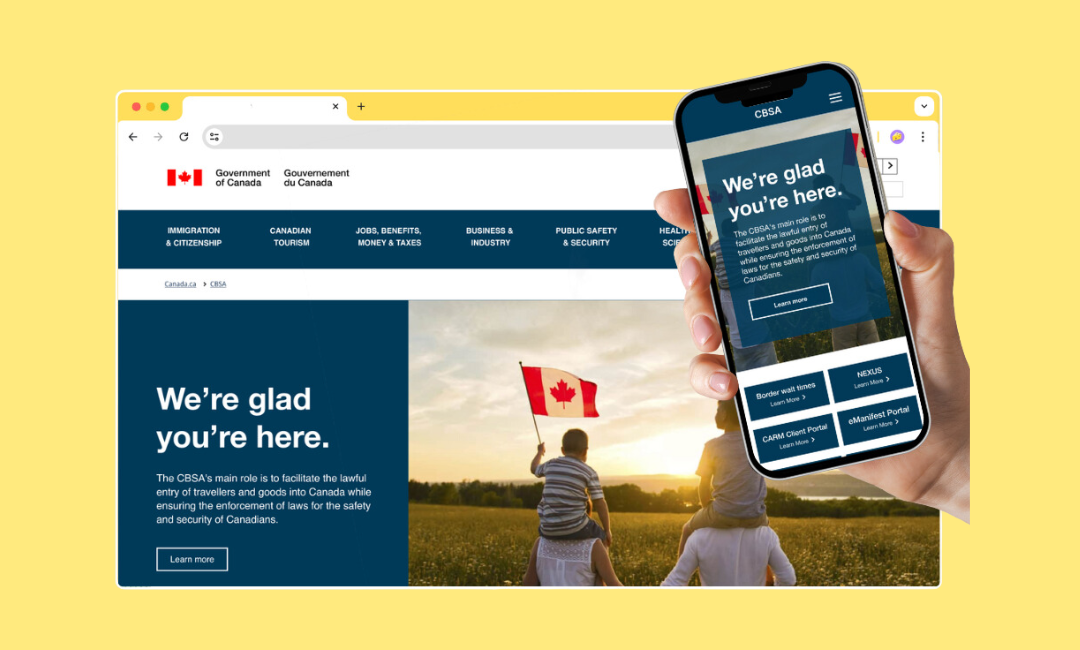 Government
of Canada
Gouvernement
du Canada
IMMIGRATION
& CITIZENSHIP
CANADIAN
TOURISM
JOBS, BENEFITS,
MONEY & TAXES
BUSINESS &
INDUSTRY
PUBLIC SAFETY
& SECURITY
HEALTH
Canada.ca > CBSA
We're glad
you're here.
The CBSA's main role is to facilitate the lawful
entry of travellers and goods into Canada while
ensuring the enforcement of laws for the safety
and security of Canadians.
Learn more
CBSA
We're glad
you're here.
The CBSA's main role is to
facilitate the lawful entry of
travellers and goods into Canada
while ensuring the enforcement of
laws for the safety and security of
Canadians.
Learn more
Border wait times
Learn More >
NEXUS
Learn More >
CARM Client Portal
Learn More >
eManifest Portal
Learn More >